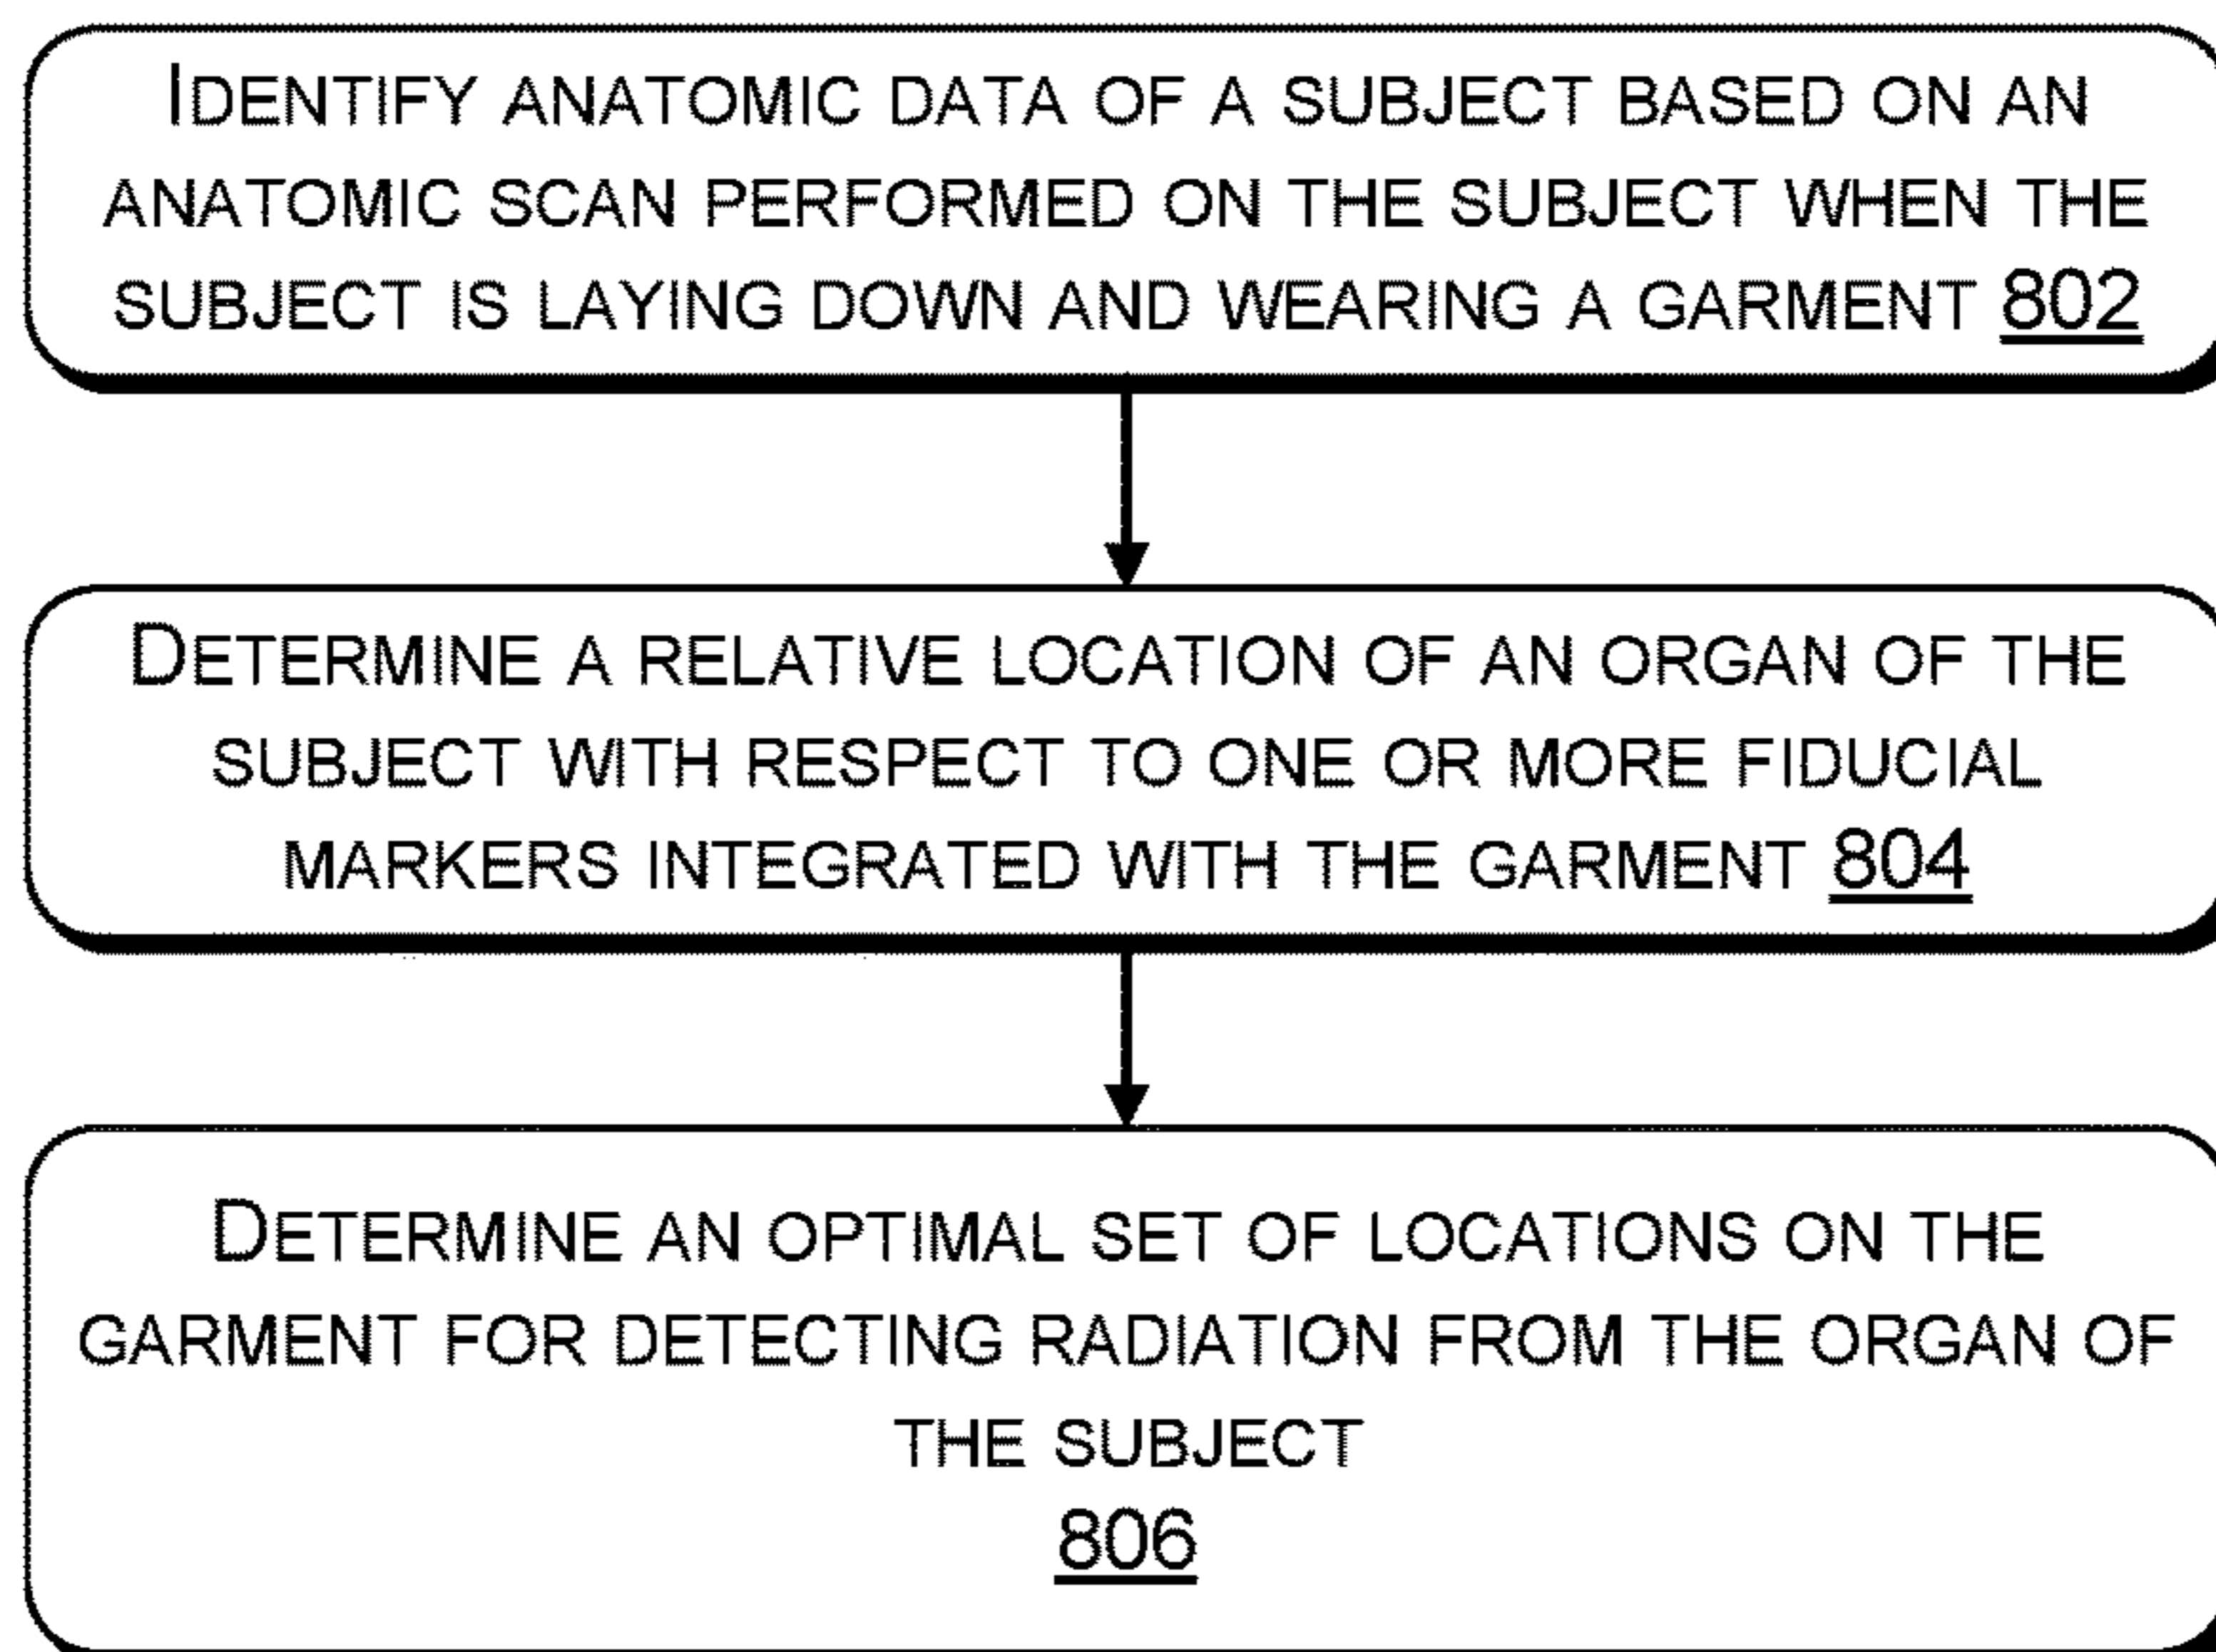 IDENTIFY ANATOMIC DATA OF A SUBJECT BASED ON AN
ANATOMIC SCAN PERFORMED ON THE SUBJECT WHEN THE
SUBJECT IS LAYING DOWN AND WEARING A GARMENT 802
DETERMINE A RELATIVE LOCATION OF AN ORGAN OF THE
SUBJECT WITH RESPECT TO ONE OR MORE FIDUCIAL
MARKERS INTEGRATED WITH THE GARMENT 804
DETERMINE AN OPTIMAL SET OF LOCATIONS ON THE
GARMENT FOR DETECTING RADIATION FROM THE ORGAN OF
THE SUBJECT
806